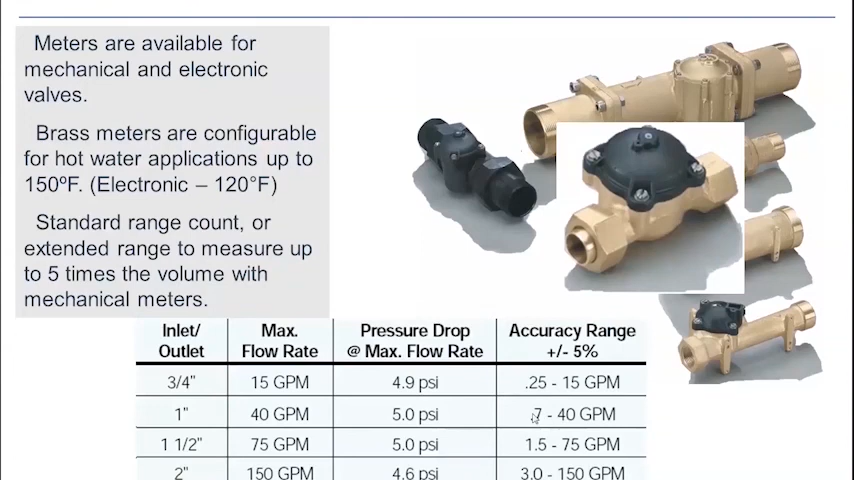 Meters are available for
mechanical and electronic
valves.
Brass meters are configurable
for hot water applications up to
150ºF. (Electronic – 120°F)
Standard range count, or
extended range to measure up
to 5 times the volume with
mechanical meters.
Inlet/ Max. Pressure Drop Accuracy Range
Outlet Flow Rate @ Max. Flow Rate +/- 5%
3/4" 15 GPM 4.9 psi .25 - 15 GPM
1" 40 GPM 5.0 psi .7 - 40 GPM
1 1/2" 75 GPM 5.0 psi 1.5 - 75 GPM
2" 150 GPM 4.6 psi 3.0 - 150 GPM